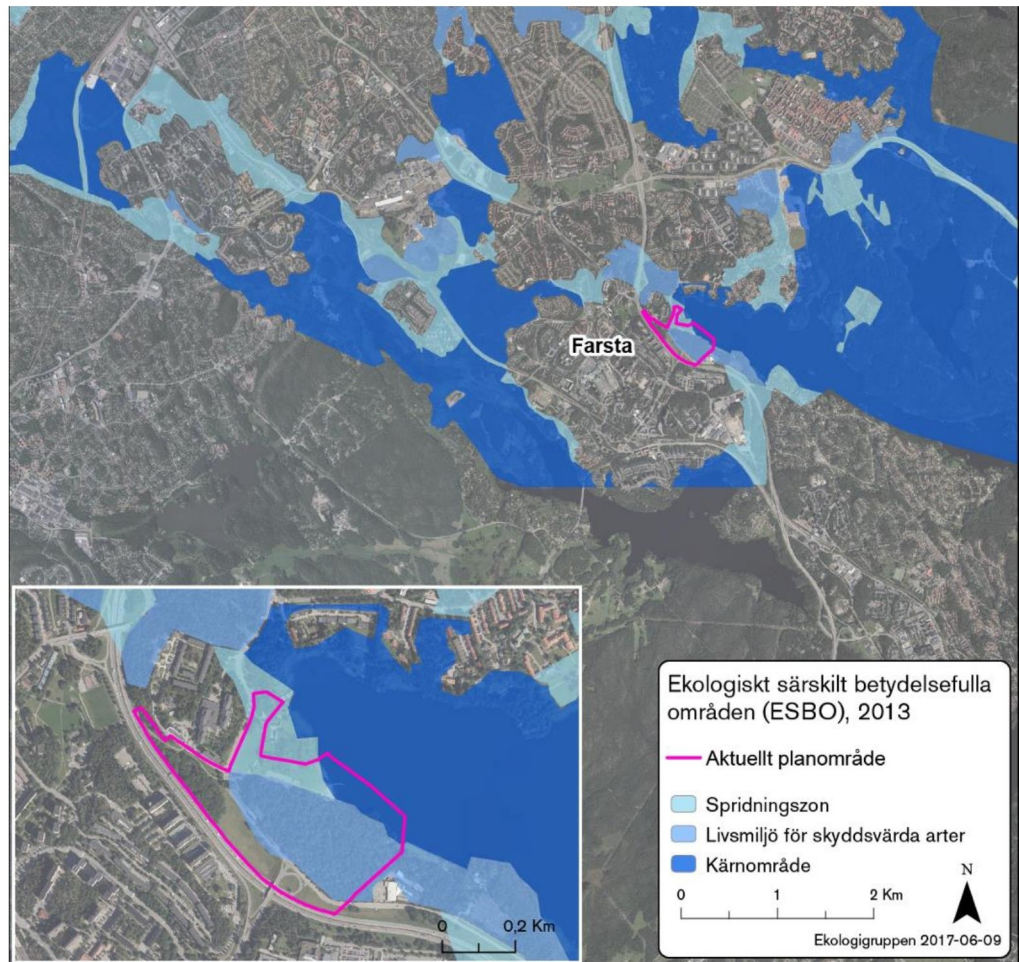 Farsta
0 0,2 Km
Ekologiskt särskilt betydelsefulla
områden (ESBO), 2013
Aktuellt planområde
Spridningszon
Livsmiljö för skyddsvärda arter
Kärnområde
0 1 2 Km
N
Ekologigruppen 2017-06-09